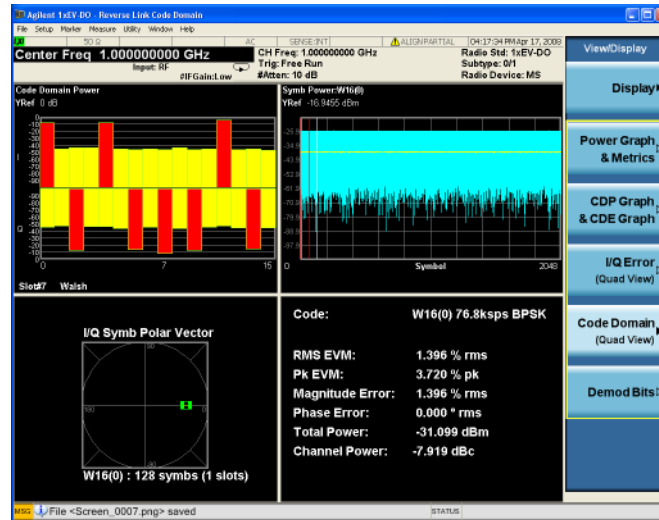 Agilent 1xEV-DO - Reverse Link Code Domain
File Setup Marker Measure Utility Window Help
50 Ω AC SENSE:INT ALIGN PARTIAL 04:17:34 PM Apr 17, 2008
Center Freq 1.000000000 GHz
Input: RF
#IFGain:Low
CH Freq: 1.000000000 GHz
Trig: Free Run
#Atten: 10 dB
Radio Std: 1xEV-DO
Subtype: 0/1
Radio Device: MS
View/Display
Display
Power Graph & Metrics
CDP Graph & CDE Graph
I/Q Error
(Quad View)
Code Domain
(Quad View)
Demod Bits
Code Domain Power
YRef 0 dB
I
Q
0 7 15
Slot#7 Walsh
Symb Power:W16(0)
YRef -16.9455 dBm
0 Symbol 2048
I/Q Symb Polar Vector
90
180 0
-90
W16(0) : 128 symbs (1 slots)
Code: W16(0) 76.8ksps BPSK
RMS EVM: 1.396 % rms
Pk EVM: 3.720 % pk
Magnitude Error: 1.396 % rms
Phase Error: 0.000 ° rms
Total Power: -31.099 dBm
Channel Power: -7.919 dBc
MSG File <Screen_0007.png> saved STATUS